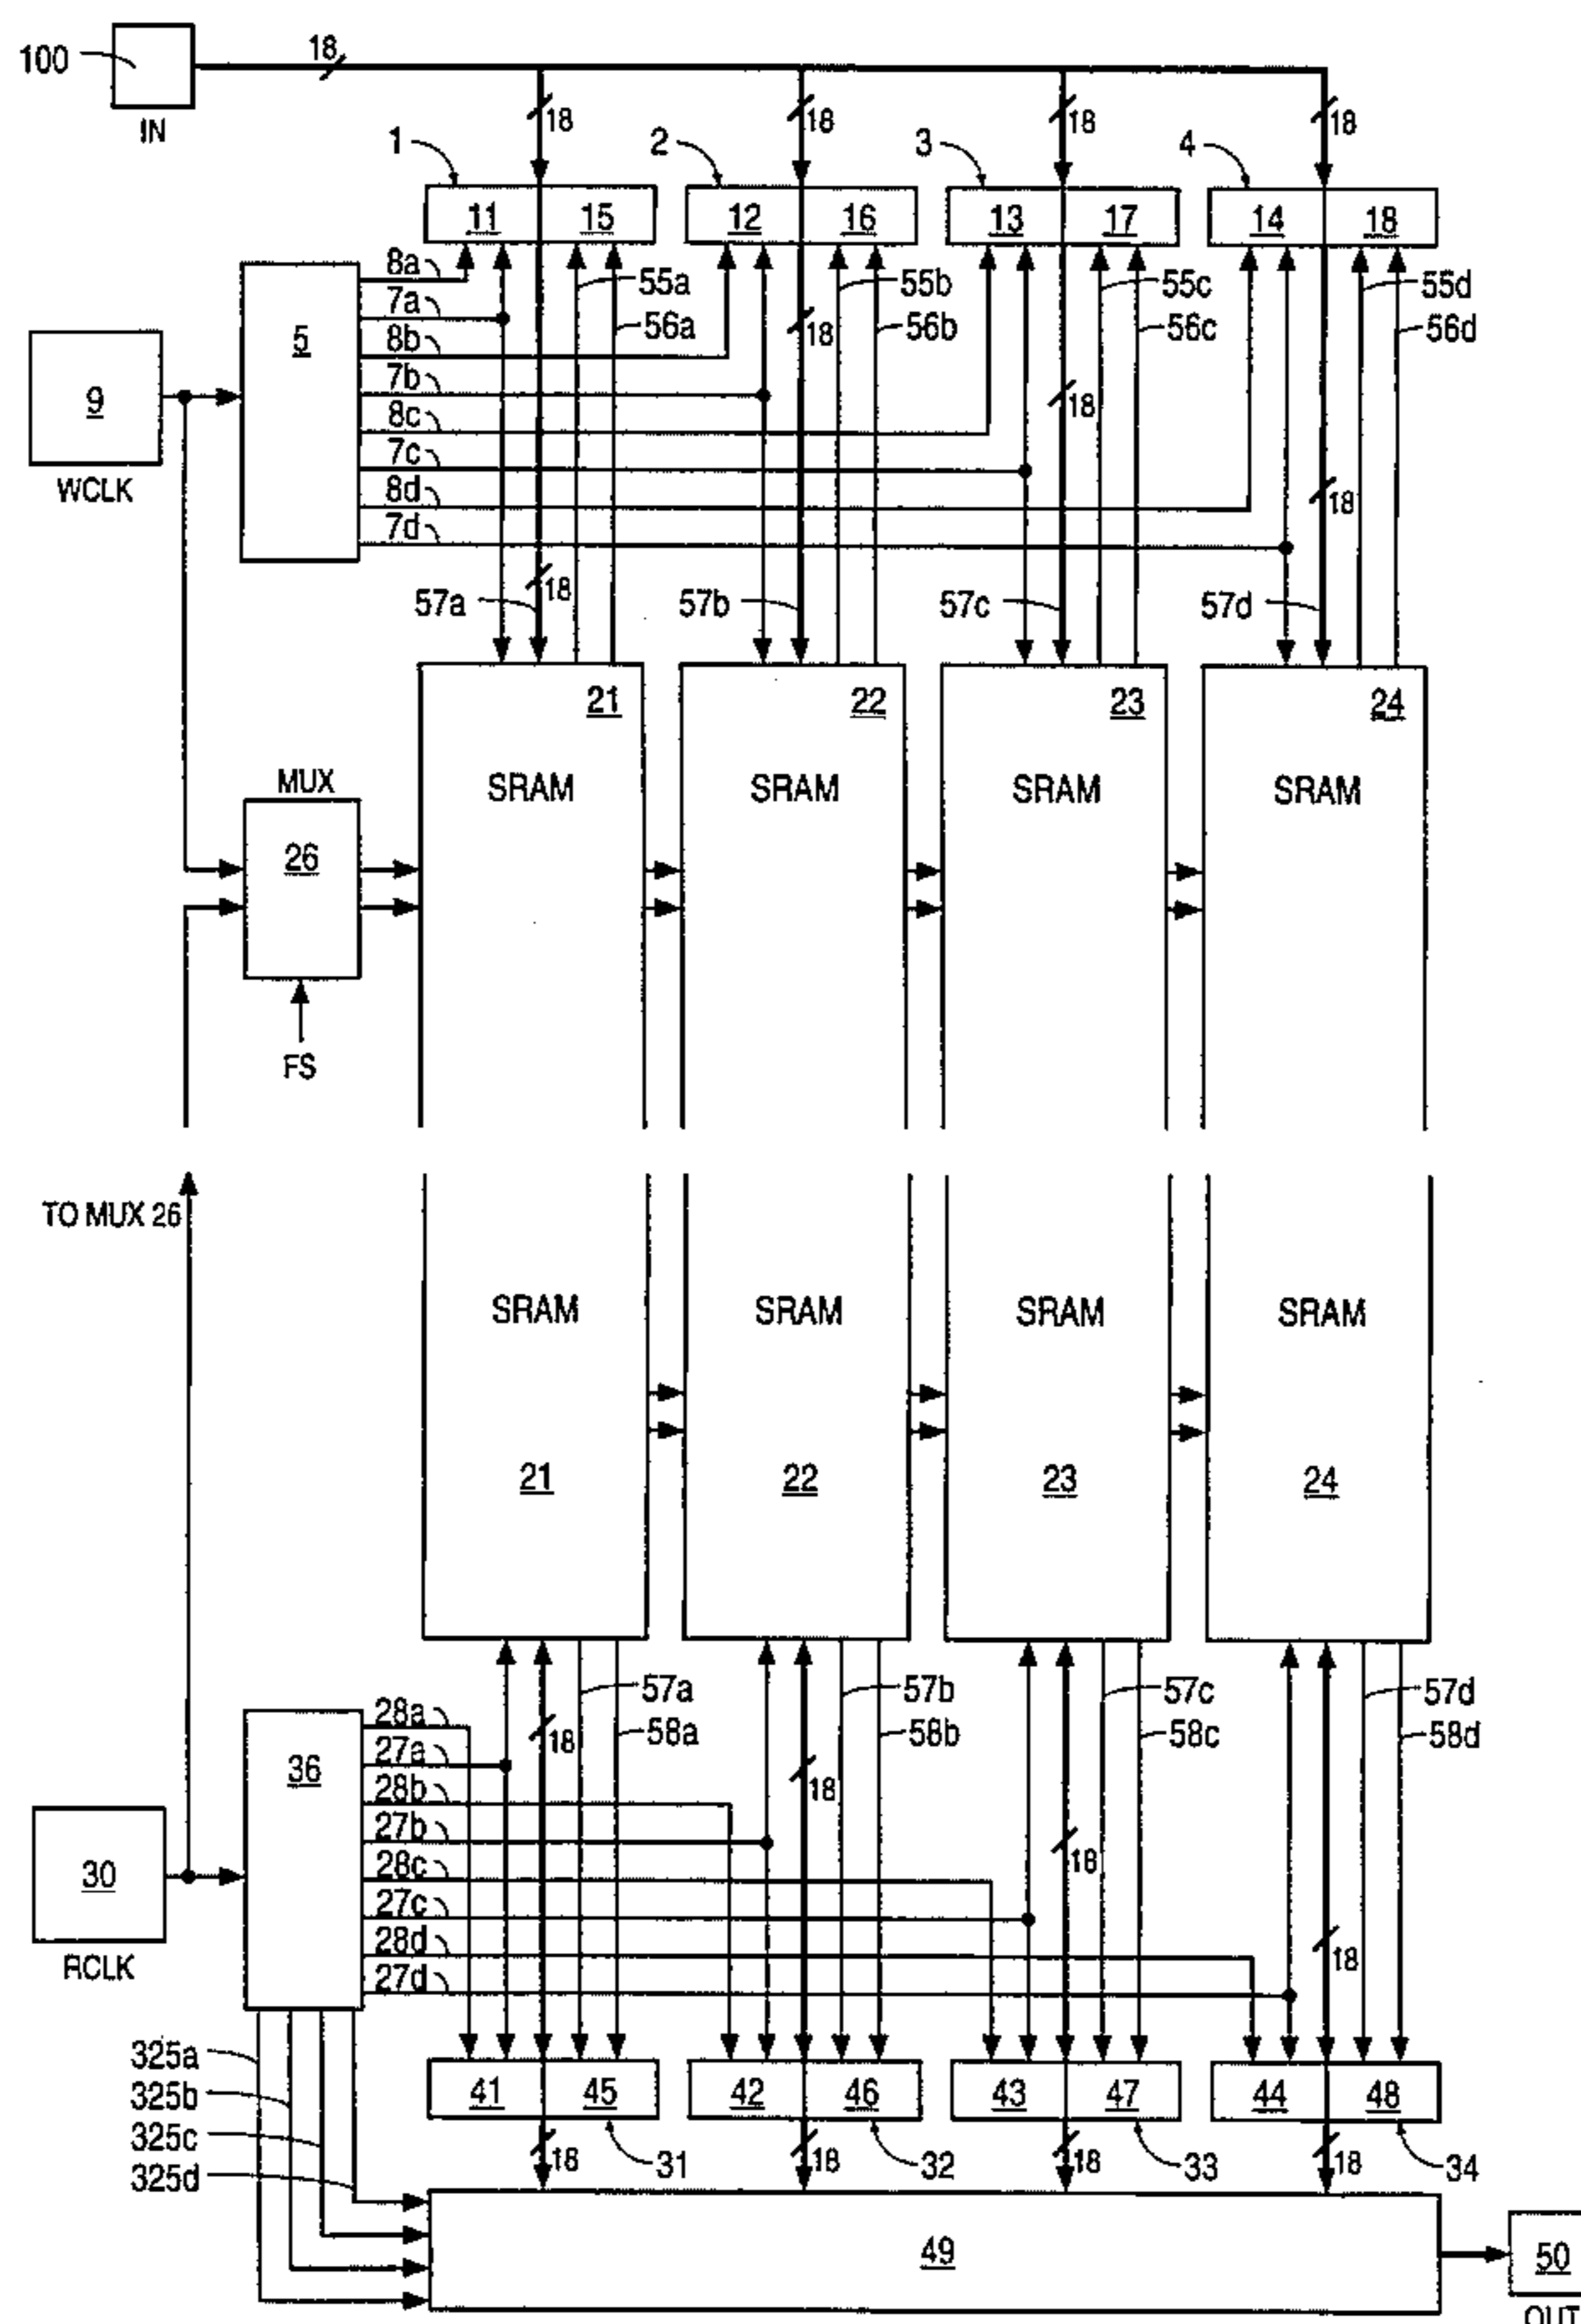 100
18
IN
18 18 18 18
1 2 3 4
11 15 12 16 13 17 14 18
8a
7a
8b
7b
8c
7c
8d
7d
5
9
WCLK
55a 55b 55c 55d
56a 56b 56c 56d
18
18
18
18
57a 57b 57c 57d
21 22 23 24
MUX
26
FS
SRAM SRAM SRAM SRAM
TO MUX 26
SRAM SRAM SRAM SRAM
21 22 23 24
57a 57b 57c 57d
58a 58b 58c 58d
28a
27a
28b
27b
28c
27c
28d
27d
36
30
RCLK
18
18
18
18
325a
325b
325c
325d
41 45 42 46 43 47 44 48
18 31 18 32 18 33 18 34
49
50
OUT